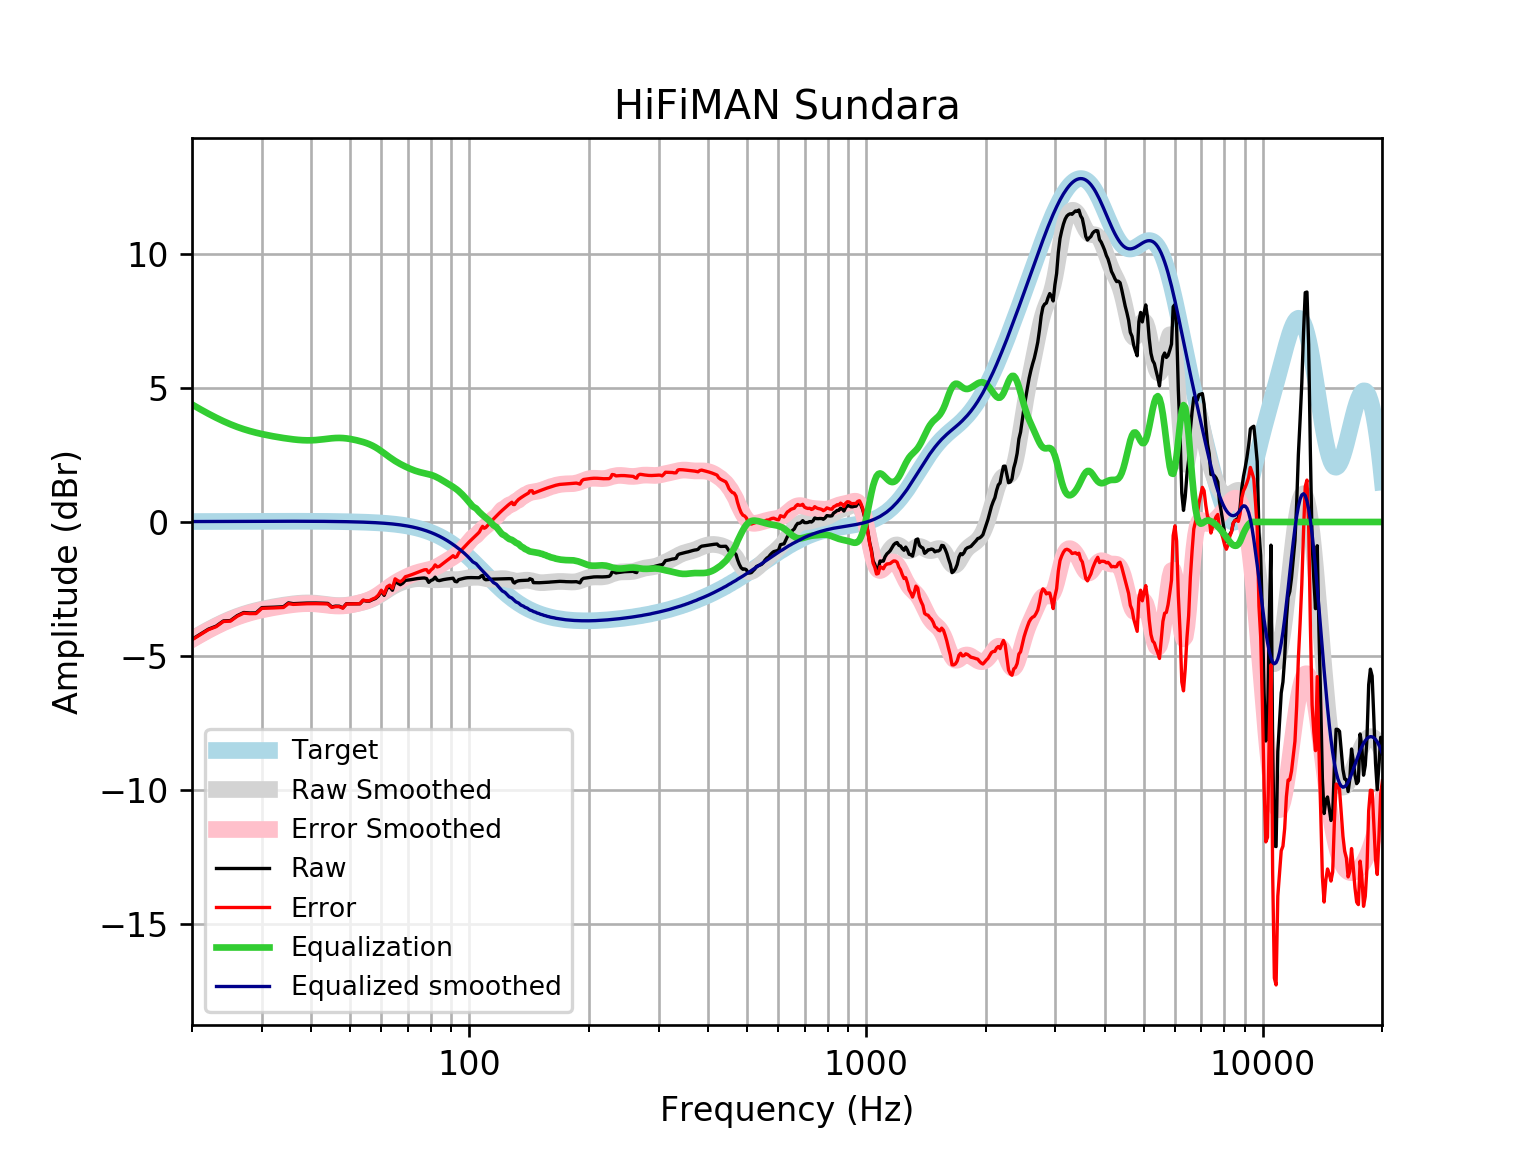 HiFiMAN Sundara
Amplitude (dBr)
10
5
0
−5
−10
−15
Target
Raw Smoothed
Error Smoothed
Raw
Error
Equalization
Equalized smoothed
100
1000
10000
Frequency (Hz)